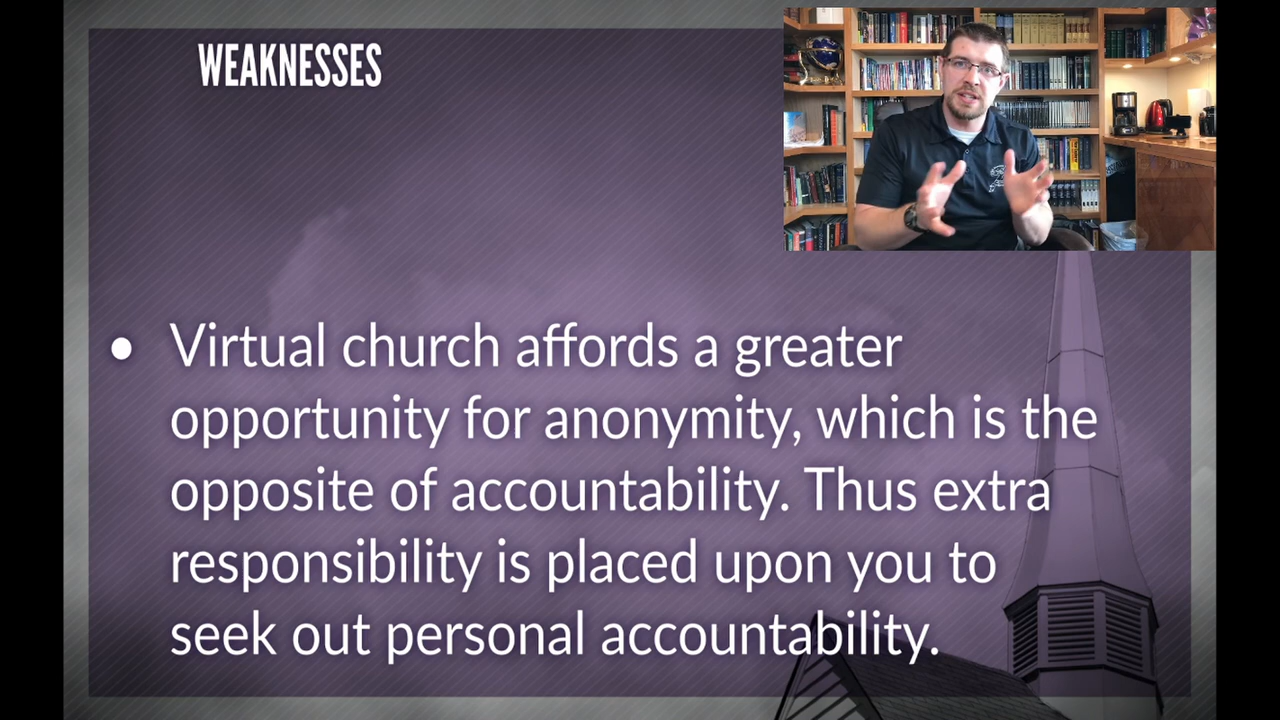 WEAKNESSES
• Virtual church affords a greater
opportunity for anonymity, which is the
opposite of accountability. Thus extra
responsibility is placed upon you to
seek out personal accountability.